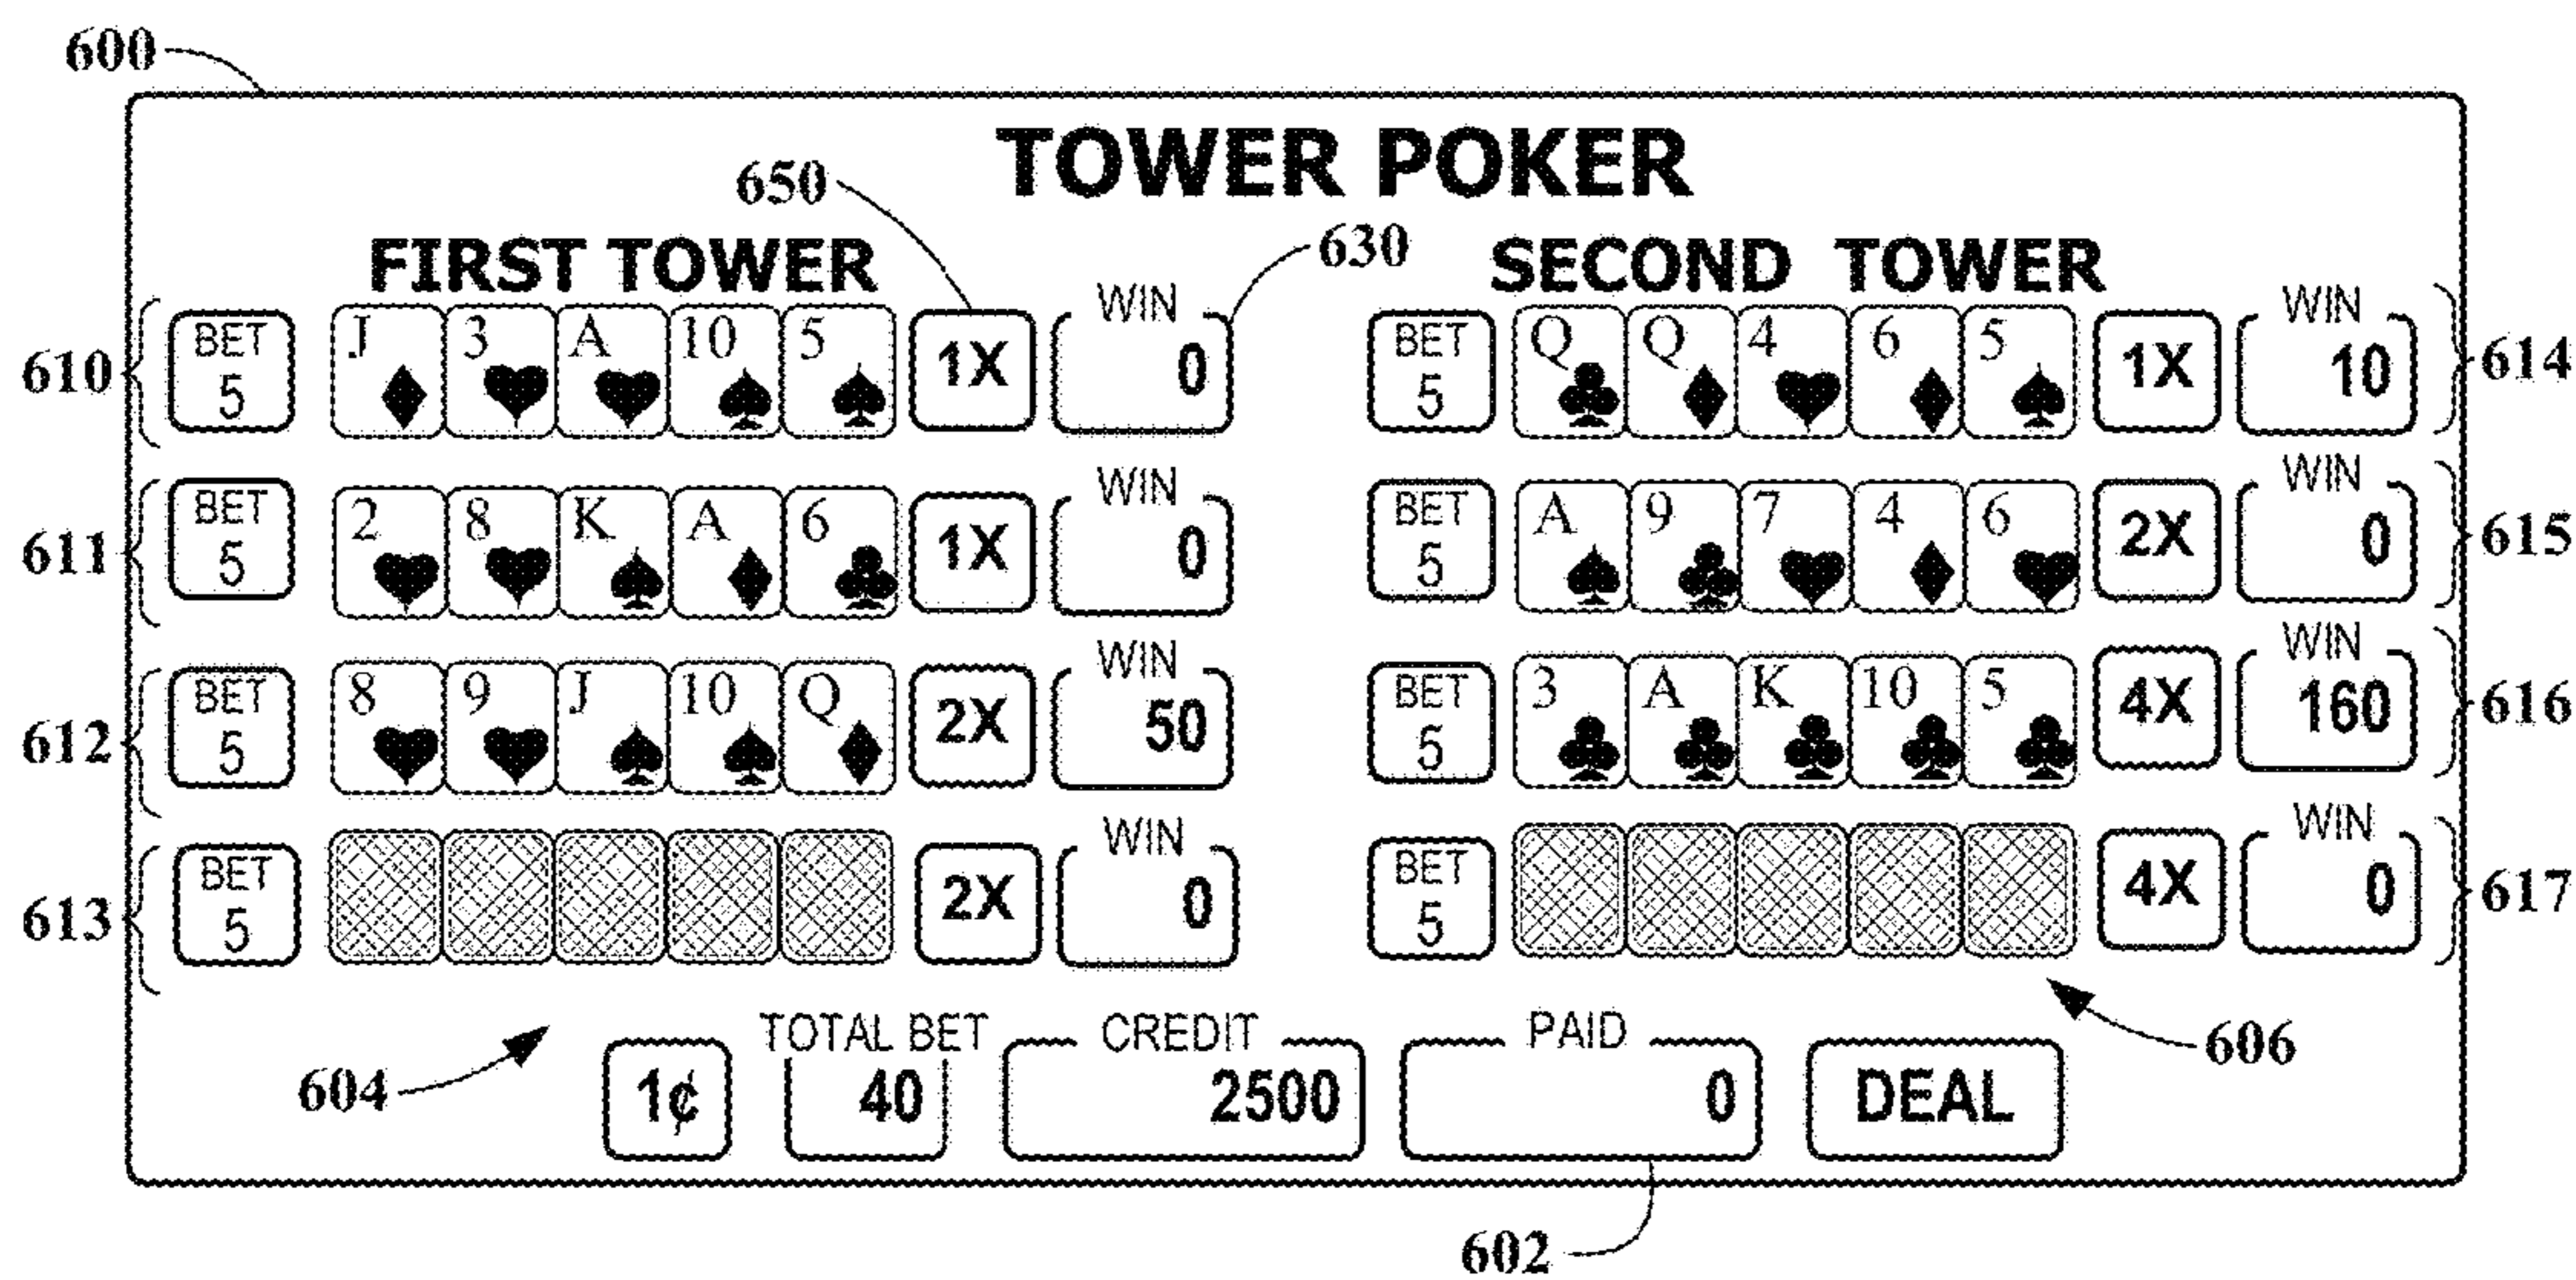 600
TOWER POKER
650
630
FIRST TOWER
SECOND TOWER
610 BET 5 J 3 A 10 5 1X WIN 0
BET 5 Q Q 4 6 5 1X WIN 10 614
611 BET 5 2 8 K A 6 1X WIN 0
BET 5 A 9 7 4 6 2X WIN 0 615
612 BET 5 8 9 J 10 Q 2X WIN 50
BET 5 3 A K 10 5 4X WIN 160 616
613 BET 5 2X WIN 0
BET 5 4X WIN 0 617
604
606
1¢
TOTAL BET 40
CREDIT 2500
PAID 0
DEAL
602